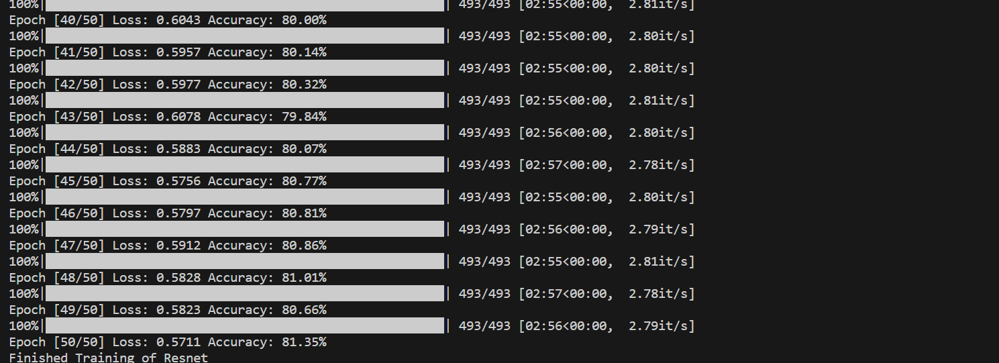 100%| | 493/493 [02:55<00:00,  2.81it/s]
Epoch [40/50] Loss: 0.6043 Accuracy: 80.00%
100%| | 493/493 [02:55<00:00,  2.80it/s]
Epoch [41/50] Loss: 0.5957 Accuracy: 80.14%
100%| | 493/493 [02:55<00:00,  2.80it/s]
Epoch [42/50] Loss: 0.5977 Accuracy: 80.32%
100%| | 493/493 [02:55<00:00,  2.81it/s]
Epoch [43/50] Loss: 0.6078 Accuracy: 79.84%
100%| | 493/493 [02:56<00:00,  2.80it/s]
Epoch [44/50] Loss: 0.5883 Accuracy: 80.07%
100%| | 493/493 [02:57<00:00,  2.78it/s]
Epoch [45/50] Loss: 0.5756 Accuracy: 80.77%
100%| | 493/493 [02:55<00:00,  2.80it/s]
Epoch [46/50] Loss: 0.5797 Accuracy: 80.81%
100%| | 493/493 [02:56<00:00,  2.79it/s]
Epoch [47/50] Loss: 0.5912 Accuracy: 80.86%
100%| | 493/493 [02:55<00:00,  2.81it/s]
Epoch [48/50] Loss: 0.5828 Accuracy: 81.01%
100%| | 493/493 [02:57<00:00,  2.78it/s]
Epoch [49/50] Loss: 0.5823 Accuracy: 80.66%
100%| | 493/493 [02:56<00:00,  2.79it/s]
Epoch [50/50] Loss: 0.5711 Accuracy: 81.35%
Finished Training of Resnet